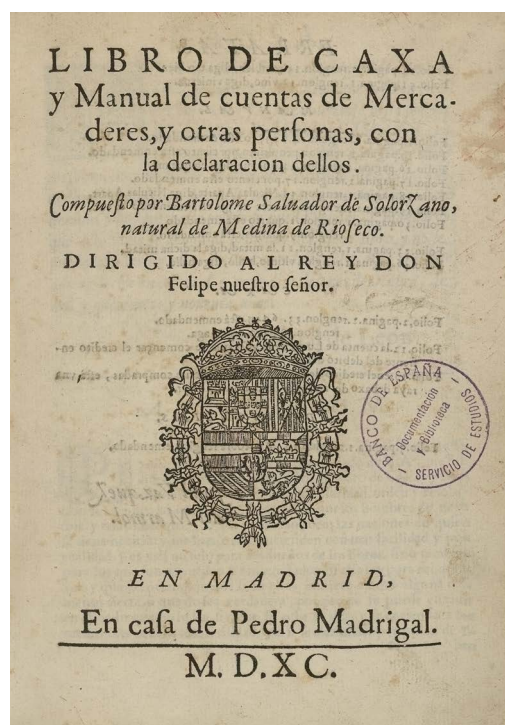 LIBRO DE CAXA
y Manual de cuentas de Merca-
deres, y otras perſonas, con
la declaracion dellos.
Compueſto por Bartolome Saluador de Solorzano,
natural de Medina de Rioſeco.
DIRIGIDO AL REY DON
Felipe nueſtro ſeñor.
BANCO DE ESPAÑA
Documentación
y Biblioteca
SERVICIO DE ESTUDIOS
EN MADRID,
En caſa de Pedro Madrigal.
M. D. XC.